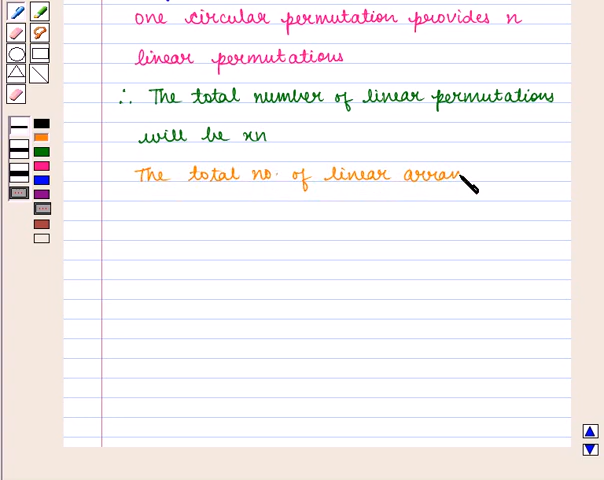 one circular permutation provides n
linear permutations
∴ The total number of linear permutations
will be xn
The total no. of linear arran